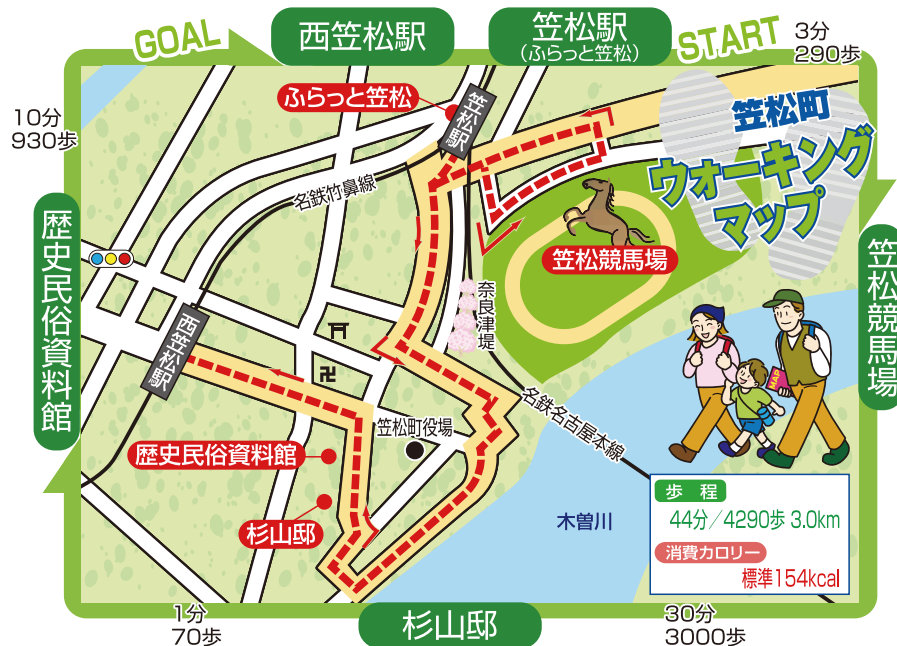 GOAL
西笠松駅
笠松駅
(ふらっと笠松)
START
3分
290歩
10分
930歩
ふらっと笠松
笠松駅
笠松町
ウォーキング
マップ
名鉄竹鼻線
歴史民俗資料館
笠松競馬場
奈良津堤
笠松競馬場
西笠松駅
卍
MAP
名鉄名古屋本線
笠松町役場
歴史民俗資料館
杉山邸
木曽川
歩程
44分/4290歩 3.0km
消費カロリー
標準154kcal
1分
70歩
杉山邸
30分
3000歩